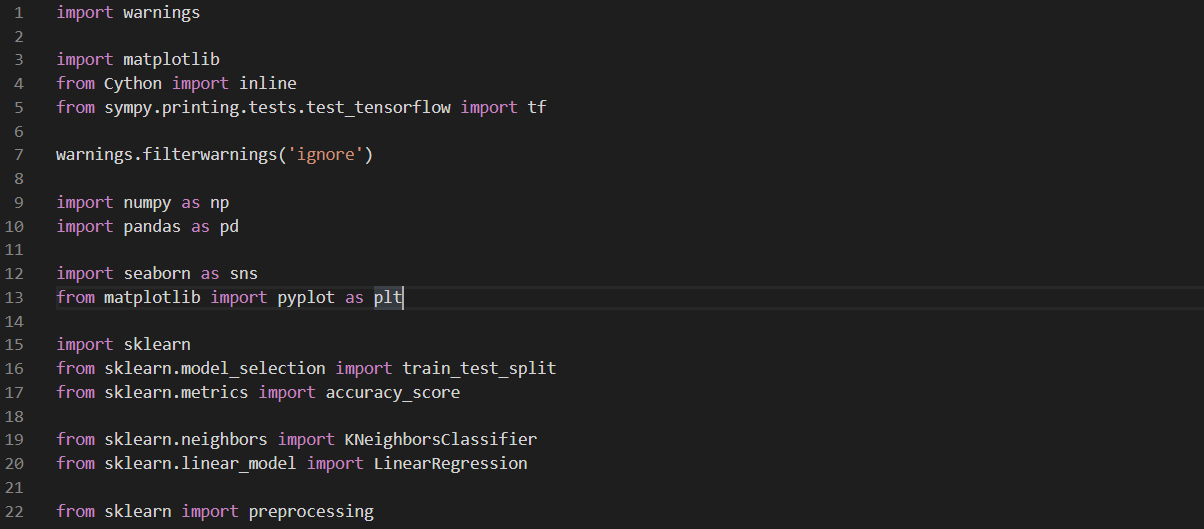 1 import warnings
2
3 import matplotlib
4 from Cython import inline
5 from sympy.printing.tests.test_tensorflow import tf
6
7 warnings.filterwarnings('ignore')
8
9 import numpy as np
10 import pandas as pd
11
12 import seaborn as sns
13 from matplotlib import pyplot as plt
14
15 import sklearn
16 from sklearn.model_selection import train_test_split
17 from sklearn.metrics import accuracy_score
18
19 from sklearn.neighbors import KNeighborsClassifier
20 from sklearn.linear_model import LinearRegression
21
22 from sklearn import preprocessing